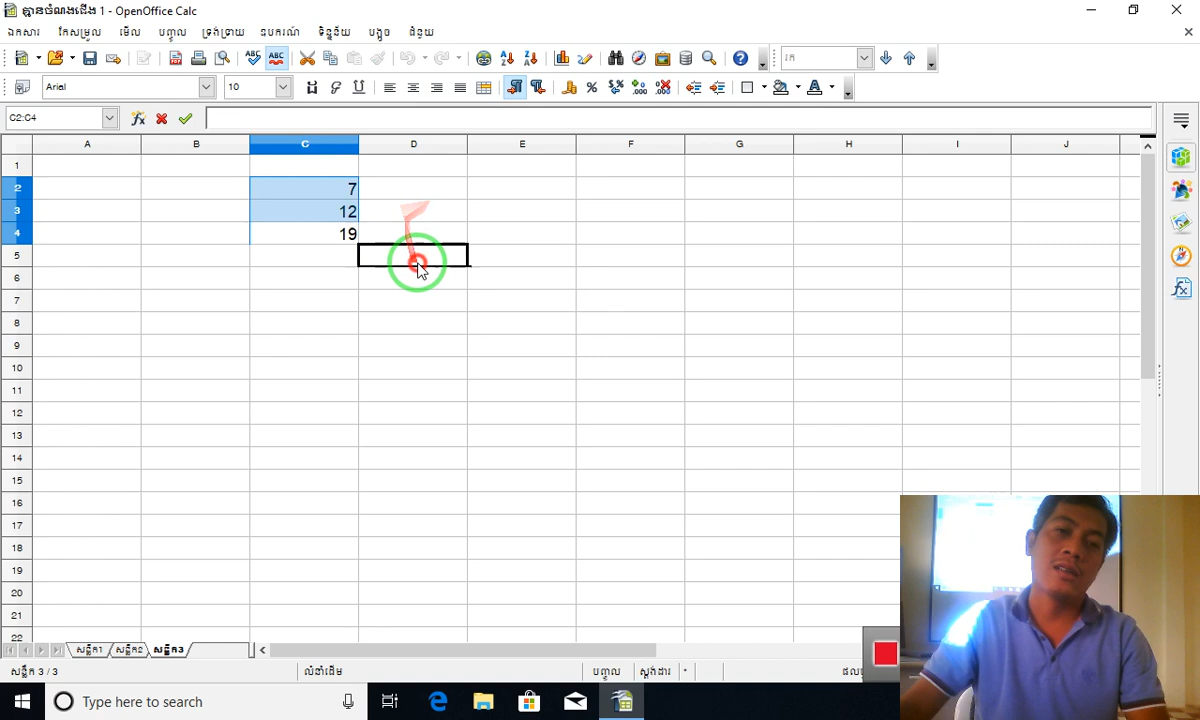 គ្មានចំណងជើង 1 - OpenOffice Calc
ឯកសារ កែសម្រួល មើល បញ្ចូល ទ្រង់ទ្រាយ ឧបករណ៍ ទិន្នន័យ បង្អួច ជំនួយ
ABC ABC រក
Arial 10
C2:C4
A B C D E F G H I J
1
2 7
3 12
4 19
5
6
7
8
9
10
11
12
13
14
15
16
17
18
19
20
21
22
សន្លឹក១ សន្លឹក២ សន្លឹក៣
សន្លឹក 3 / 3 លំនាំដើម បញ្ចូល ស្តង់ដារ *
Type here to search